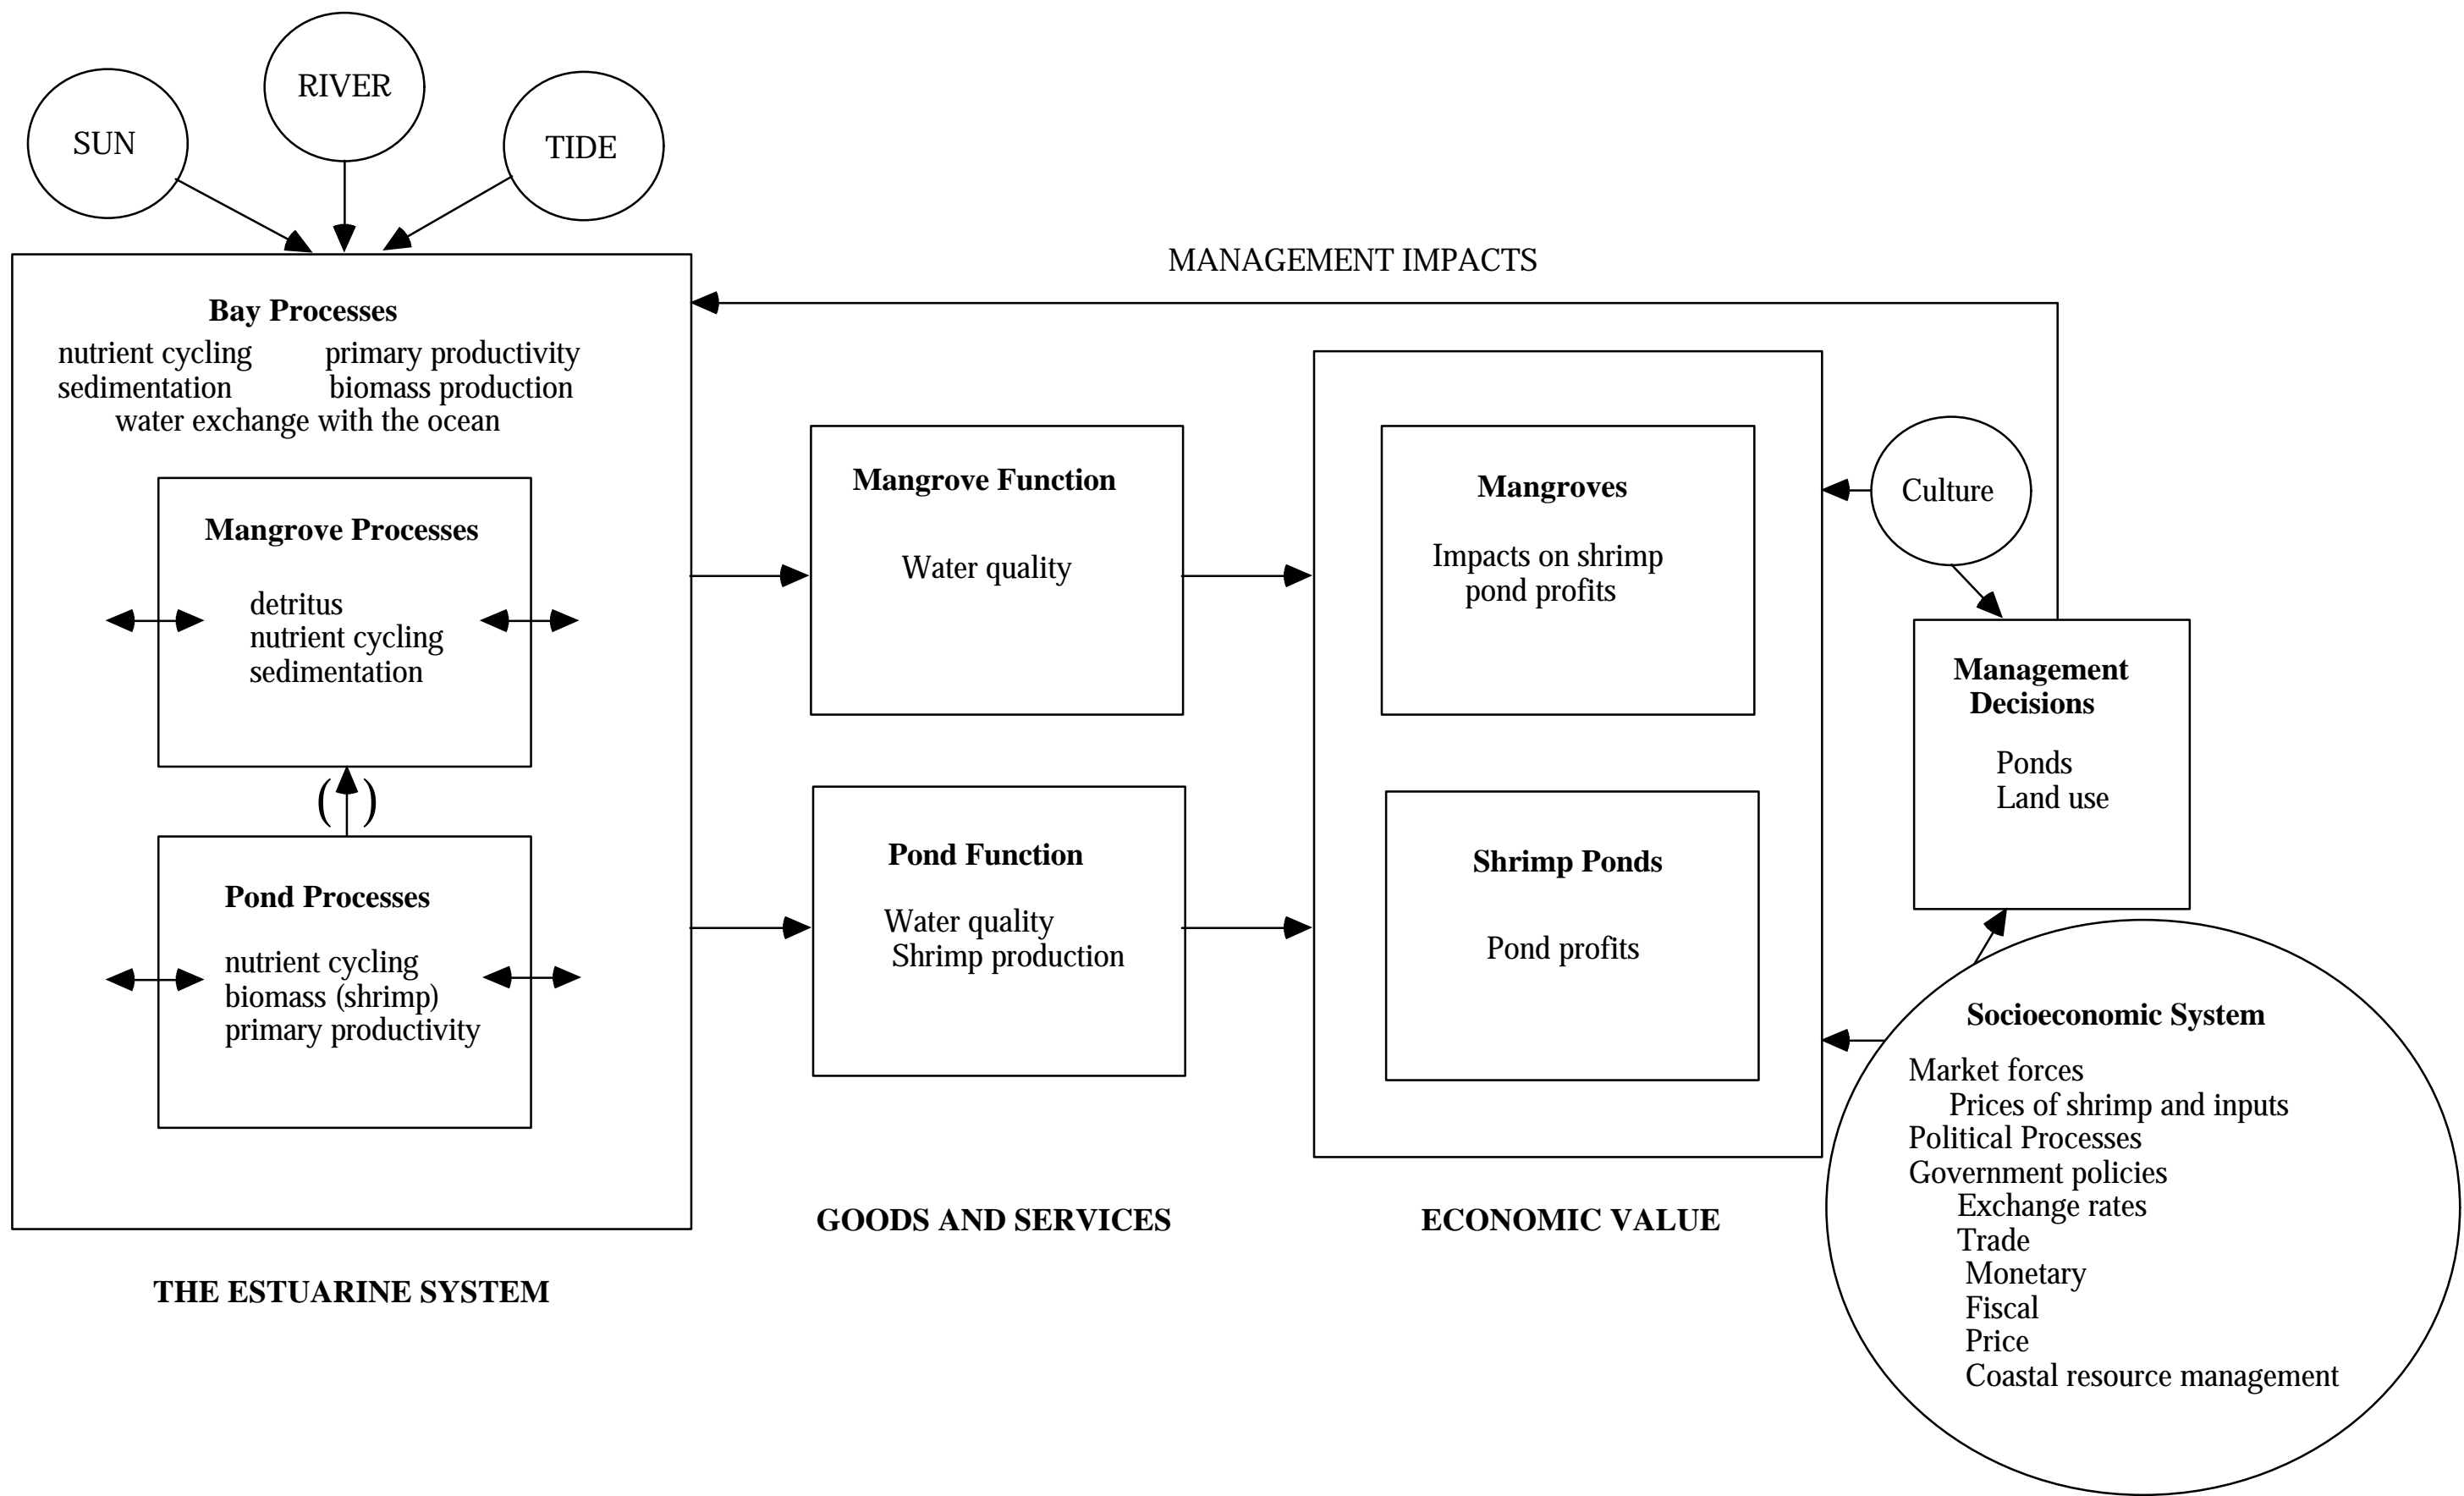 SUN
RIVER
TIDE
MANAGEMENT IMPACTS
Bay Processes
nutrient cycling primary productivity
sedimentation biomass production
water exchange with the ocean
Mangrove Processes
detritus
nutrient cycling
sedimentation
( )
Pond Processes
nutrient cycling
biomass (shrimp)
primary productivity
THE ESTUARINE SYSTEM
Mangrove Function
Water quality
Pond Function
Water quality
Shrimp production
GOODS AND SERVICES
Mangroves
Impacts on shrimp
pond profits
Shrimp Ponds
Pond profits
ECONOMIC VALUE
Culture
Management
Decisions
Ponds
Land use
Socioeconomic System
Market forces
Prices of shrimp and inputs
Political Processes
Government policies
Exchange rates
Trade
Monetary
Fiscal
Price
Coastal resource management